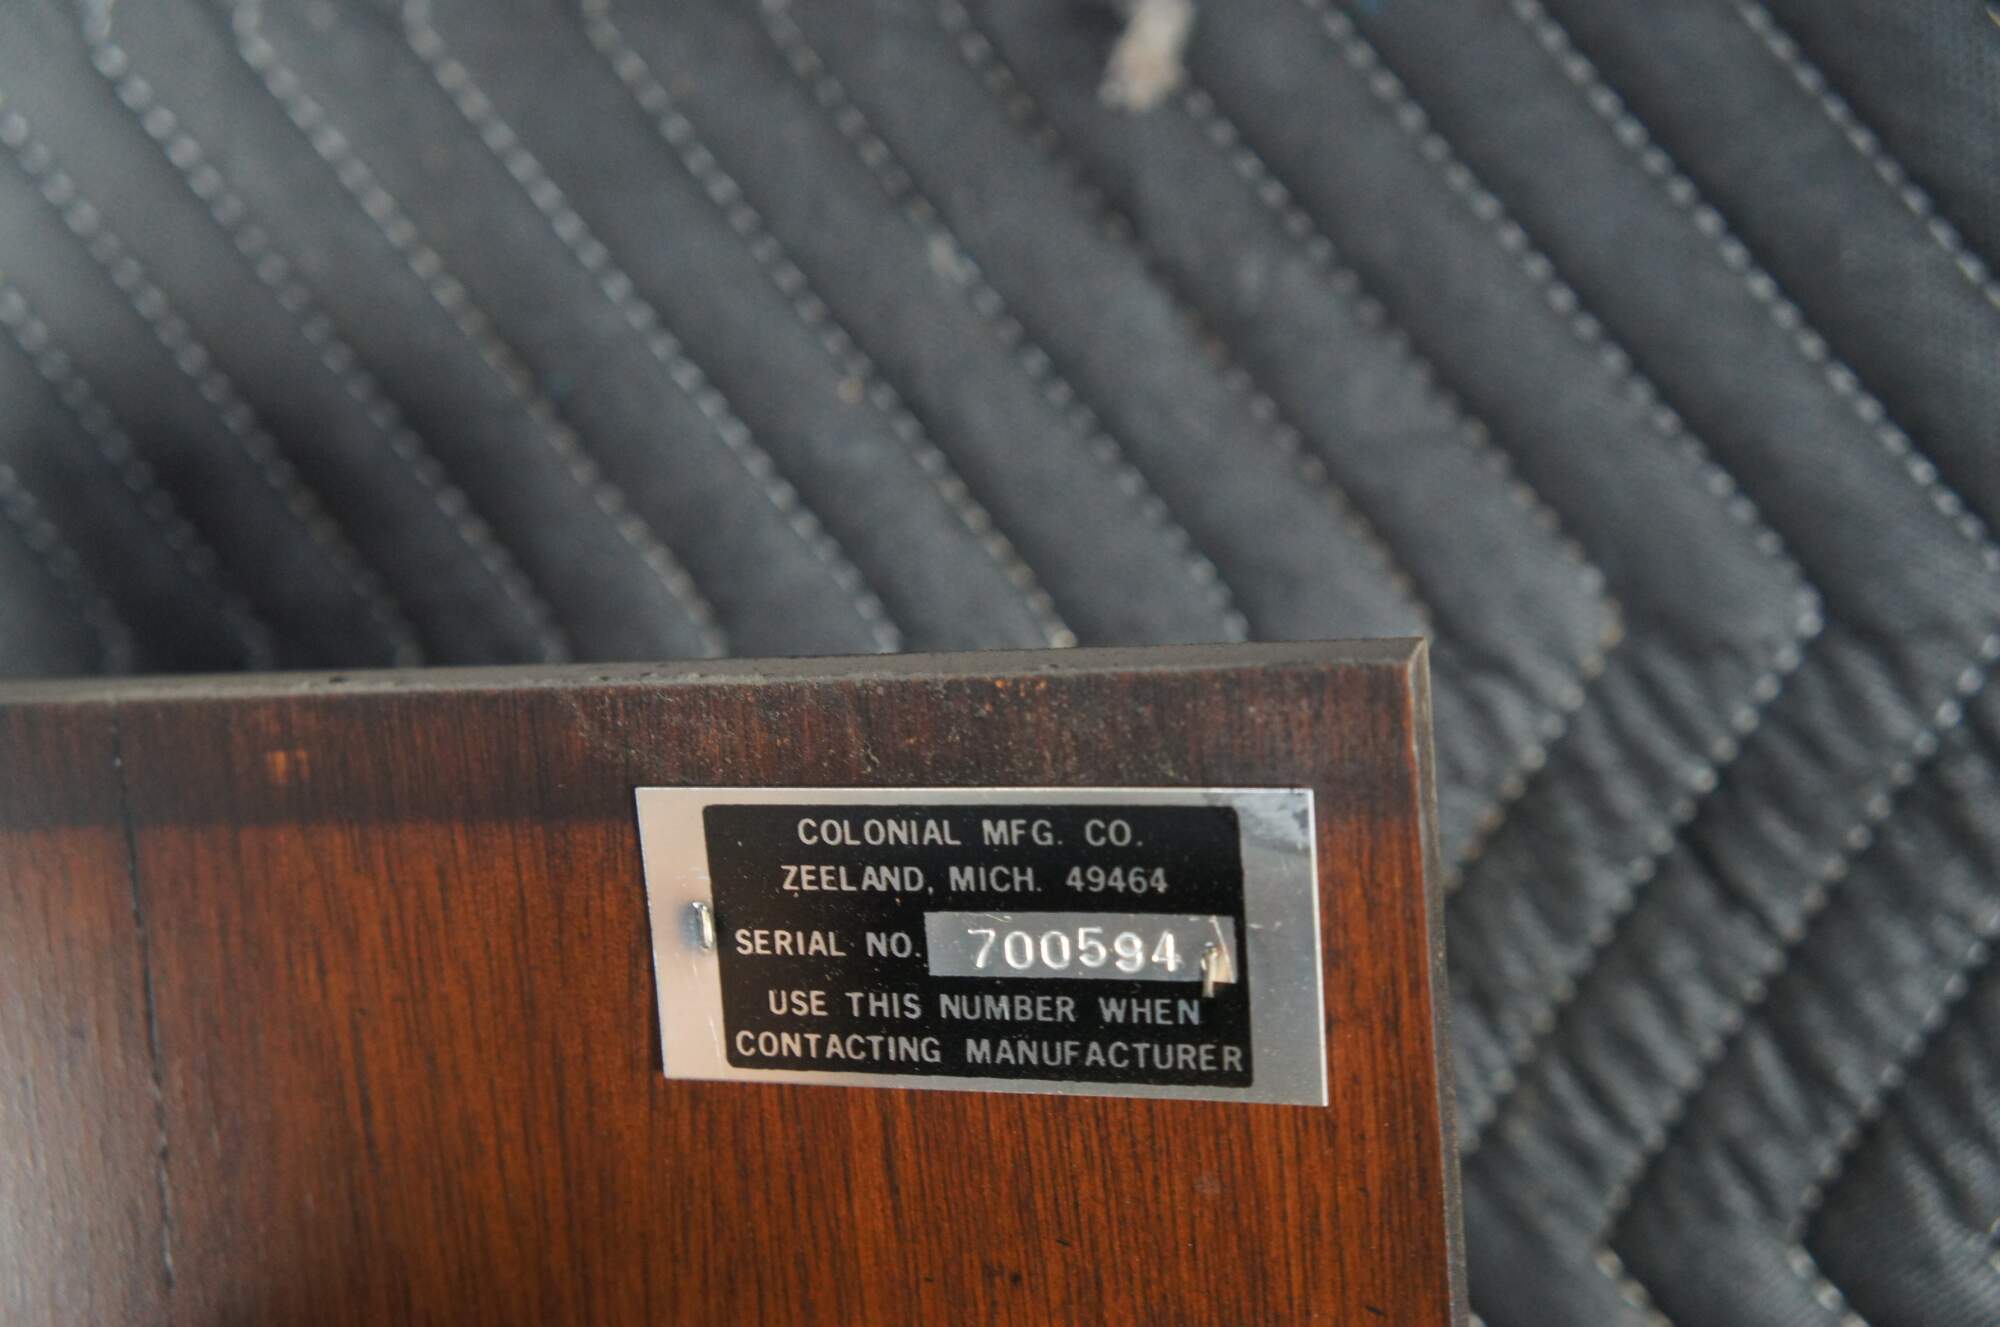 COLONIAL MFG. CO.
ZEELAND, MICH. 49464
SERIAL NO. 700594
USE THIS NUMBER WHEN
CONTACTING MANUFACTURER